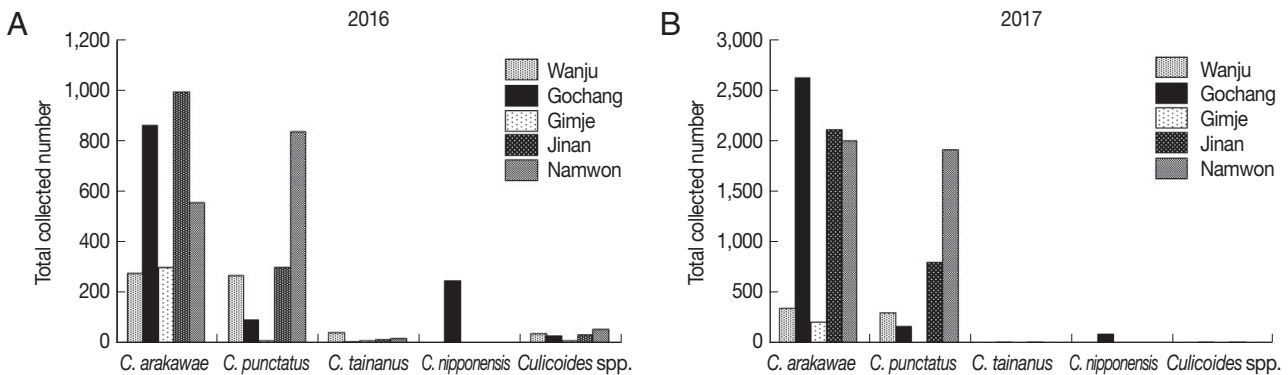 A
2016
Total collected number
1,200
1,000
800
600
400
200
0
Wanju
Gochang
Gimje
Jinan
Namwon
C. arakawae C. punctatus C. tainanus C. nipponensis Culicoides spp.
B
2017
Total collected number
3,000
2,500
2,000
1,500
1,000
500
0
Wanju
Gochang
Gimje
Jinan
Namwon
C. arakawae C. punctatus C. tainanus C. nipponensis Culicoides spp.